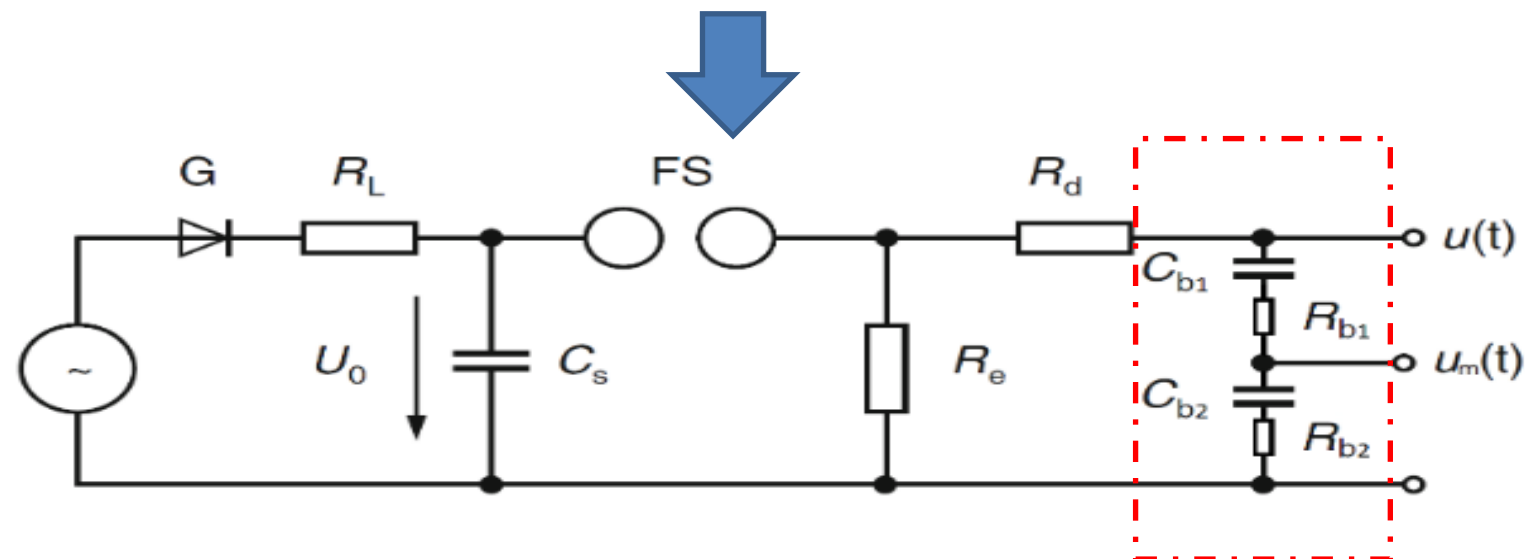 G
R_L
FS
R_d
u(t)
C_b1
R_b1
U_0
C_s
R_e
u_m(t)
C_b2
R_b2
~